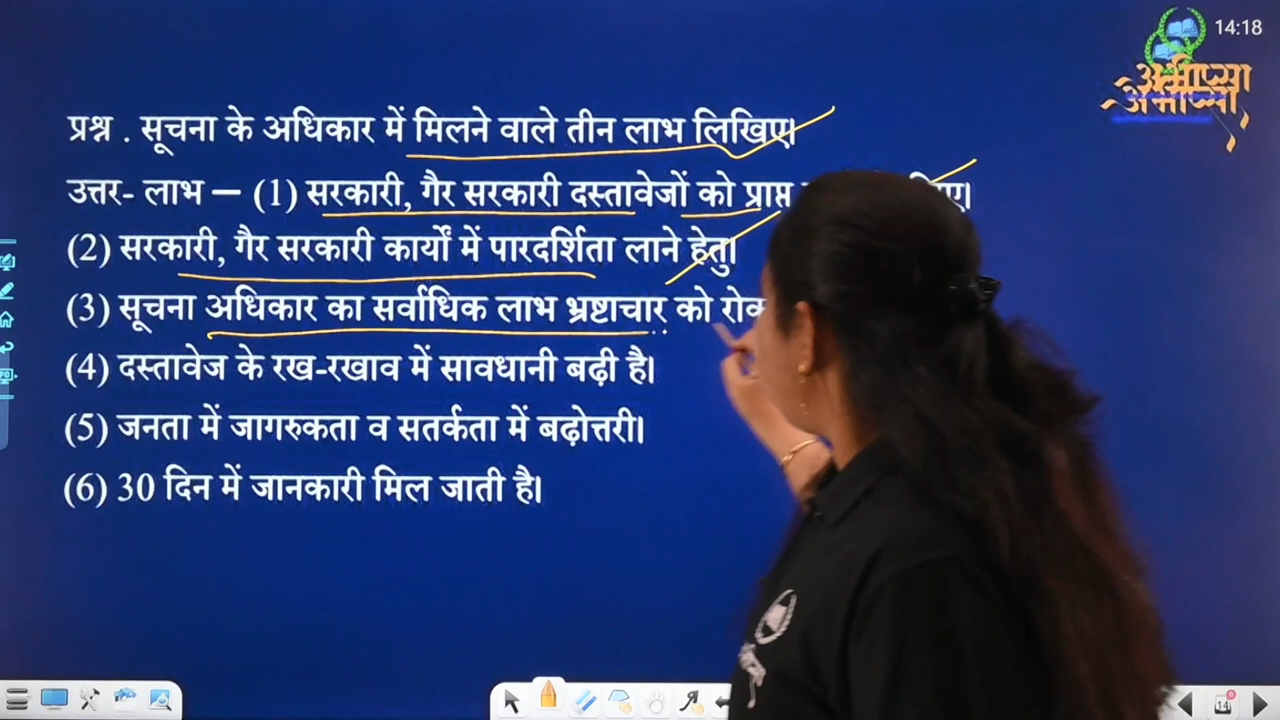 14:18
अभीप्सा
अभीप्सा
प्रश्न . सूचना के अधिकार में मिलने वाले तीन लाभ लिखिए।
उत्तर- लाभ – (1) सरकारी, गैर सरकारी दस्तावेजों को प्राप्त
(2) सरकारी, गैर सरकारी कार्यों में पारदर्शिता लाने हेतु।
(3) सूचना अधिकार का सर्वाधिक लाभ भ्रष्टाचार को
(4) दस्तावेज के रख-रखाव में सावधानी बढ़ी है।
(5) जनता में जागरुकता व सतर्कता में बढ़ोत्तरी।
(6) 30 दिन में जानकारी मिल जाती है।
14